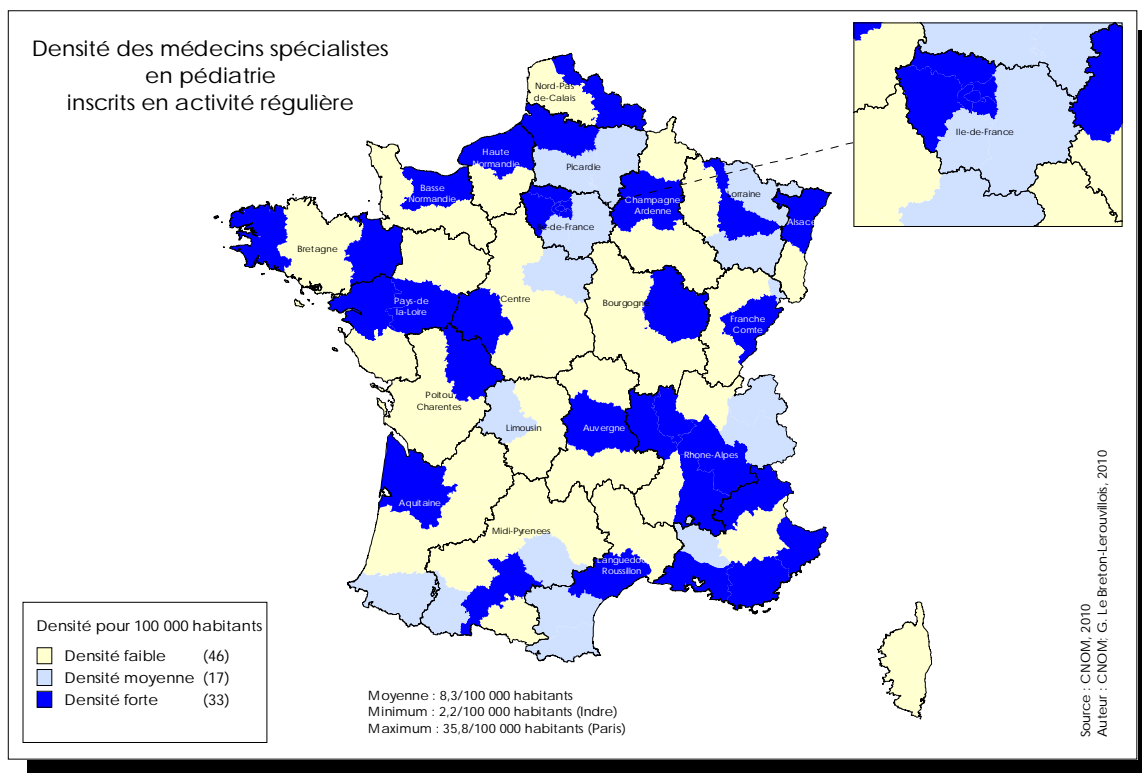 Densité des médecins spécialistes
en pédiatrie
inscrits en activité régulière
Nord-Pas
de-Calais
Haute
Normandie
Picardie
Basse
Normandie
Ile-de-France
Champagne
Ardenne
Lorraine
Alsace
-de-France
Bretagne
Pays-de
la-Loire
Centre
Bourgogne
Franche
Comte
Poitou
Charentes
Limousin
Auvergne
Rhone-Alpes
Aquitaine
Midi-Pyrenees
Languedoc
Roussillon
Densité pour 100 000 habitants
Densité faible (46)
Densité moyenne (17)
Densité forte (33)
Moyenne : 8,3/100 000 habitants
Minimum : 2,2/100 000 habitants (Indre)
Maximum : 35,8/100 000 habitants (Paris)
Source : CNOM, 2010
Auteur : CNOM; G. Le Breton-Lerouvillois, 2010